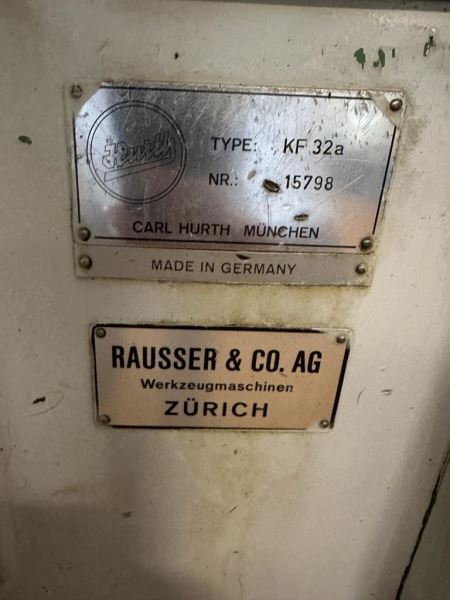 Hurth
TYPE: KF 32a
NR.: 15798
CARL HURTH MÜNCHEN
MADE IN GERMANY
RAUSSER & CO. AG
Werkzeugmaschinen
ZÜRICH